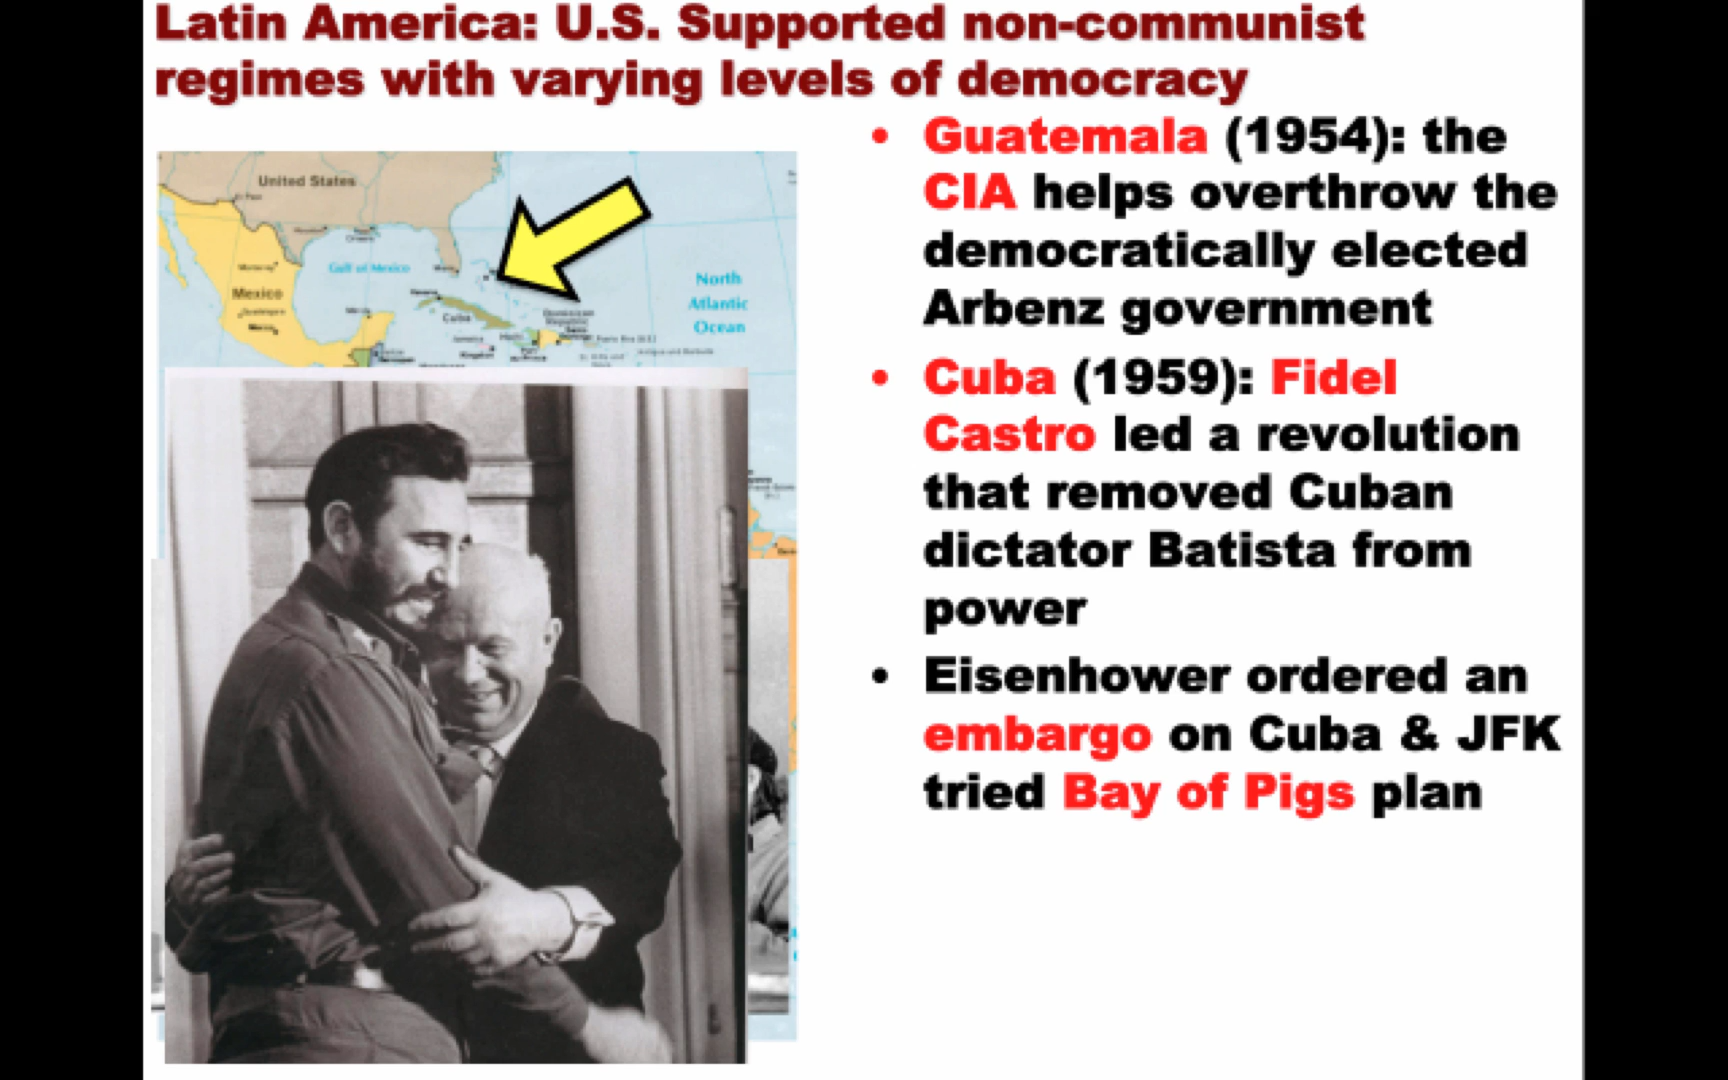 Latin America: U.S. Supported non-communist
regimes with varying levels of democracy
• Guatemala (1954): the
CIA helps overthrow the
democratically elected
Arbenz government
• Cuba (1959): Fidel
Castro led a revolution
that removed Cuban
dictator Batista from
power
• Eisenhower ordered an
embargo on Cuba & JFK
tried Bay of Pigs plan
United States
Gulf of Mexico
Mexico
Cuba
North
Atlantic
Ocean